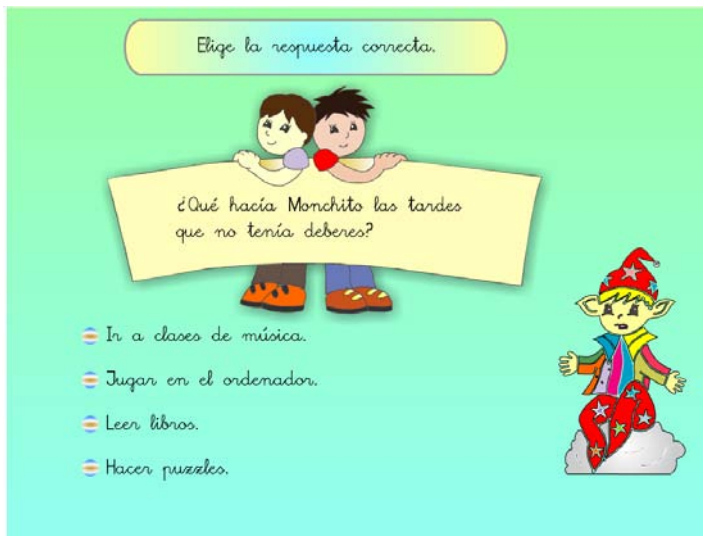 Elige la respuesta correcta.
¿Qué hacía Monchito las tardes
que no tenía deberes?
Ir a clases de música.
Jugar en el ordenador.
Leer libros.
Hacer puzzles.